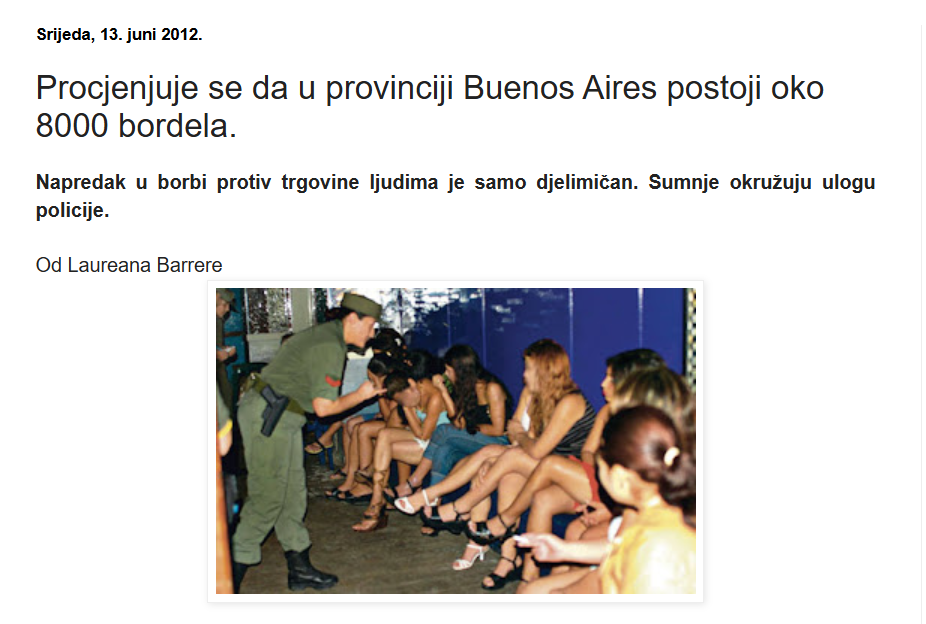 Srijeda, 13. juni 2012.
Procjenjuje se da u provinciji Buenos Aires postoji oko
8000 bordela.
Napredak u borbi protiv trgovine ljudima je samo djelimičan. Sumnje okružuju ulogu
policije.
Od Laureana Barrere